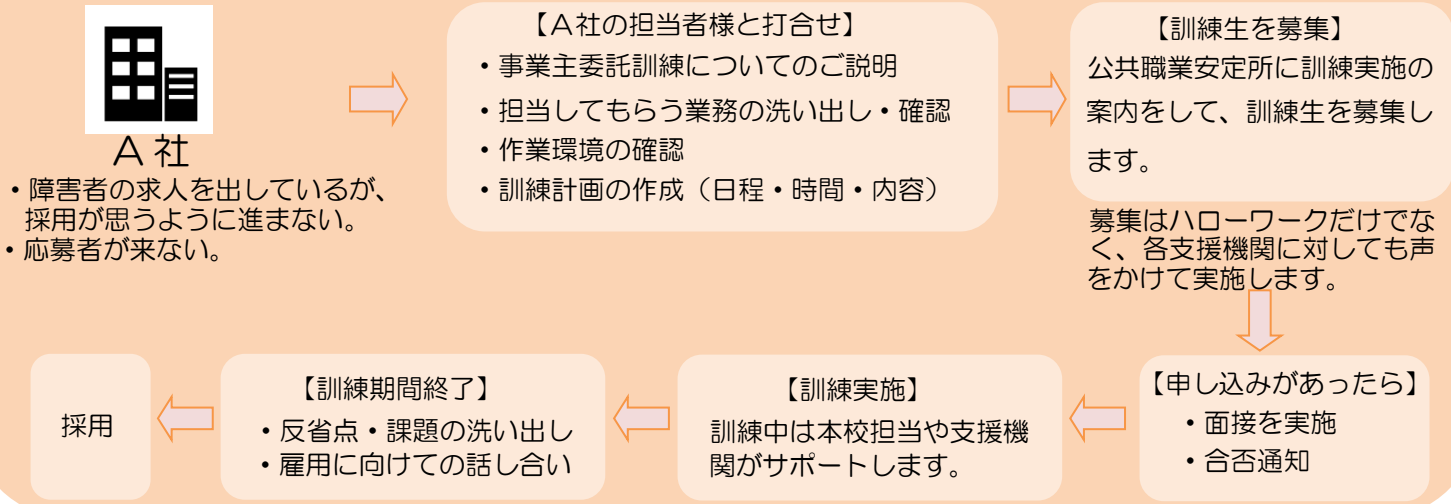 A社
・障害者の求人を出しているが、
採用が思うように進まない。
・応募者が来ない。
【A社の担当者様と打合せ】
・事業主委託訓練についてのご説明
・担当してもらう業務の洗い出し・確認
・作業環境の確認
・訓練計画の作成（日程・時間・内容）
【訓練生を募集】
公共職業安定所に訓練実施の
案内をして、訓練生を募集し
ます。
募集はハローワークだけでな
く、各支援機関に対しても声
をかけて実施します。
【申し込みがあったら】
・面接を実施
・合否通知
【訓練実施】
訓練中は本校担当や支援機
関がサポートします。
【訓練期間終了】
・反省点・課題の洗い出し
・雇用に向けての話し合い
採用